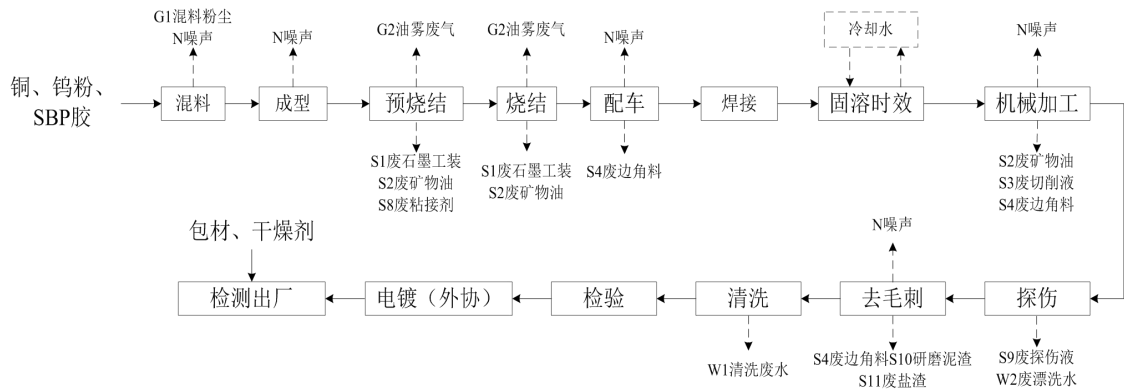 G1混料粉尘
N噪声
N噪声
G2油雾废气
G2油雾废气
N噪声
冷却水
N噪声
铜、钨粉、
SBP胶
混料
成型
预烧结
烧结
配车
焊接
固溶时效
机械加工
S1废石墨工装
S2废矿物油
S8废粘接剂
S1废石墨工装
S2废矿物油
S4废边角料
S2废矿物油
S3废切削液
S4废边角料
包材、干燥剂
N噪声
检测出厂
电镀（外协）
检验
清洗
去毛刺
探伤
W1清洗废水
S4废边角料S10研磨泥渣
S11废盐渣
S9废探伤液
W2废漂洗水